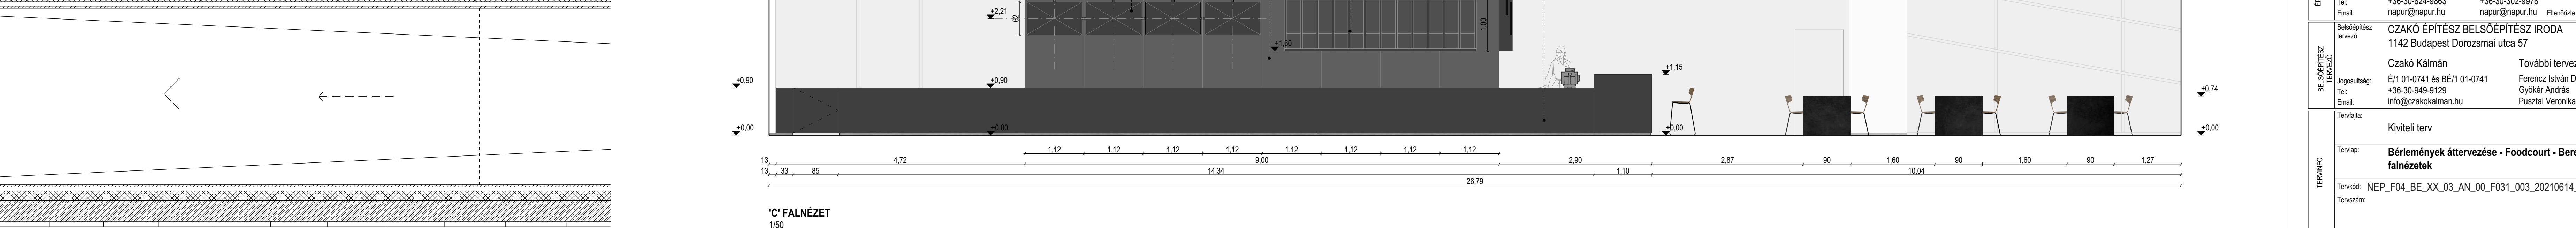 +2,21
62
1,00
+1,60
+0,90
+0,90
+1,15
+0,74
±0,00
±0,00
±0,00
±0,00
1,12 1,12 1,12 1,12 1,12 1,12 1,12 1,12
13 4,72 9,00 2,90 2,87 90 1,60 90 1,60 90 1,27
13 33 85 14,34 1,10 10,04
26,79
'C' FALNÉZET
1/50
Tel: +36-30-824-9863 +36-30-302-9978
Email: napur@napur.hu napur@napur.hu Ellenőrizte
BELSŐÉPÍTÉSZ
TERVEZŐ
Belsőépítész
tervező:
CZAKÓ ÉPÍTÉSZ BELSŐÉPÍTÉSZ IRODA
1142 Budapest Dorozsmai utca 57
Czakó Kálmán További tervez
Jogosultság: É/1 01-0741 és BÉ/1 01-0741 Ferencz István D
Tel: +36-30-949-9129 Gyökér András
Email: info@czakokalman.hu Pusztai Veronika
TERVINFO
Tervfajta:
Kiviteli terv
Tervlap: Bérlemények áttervezése - Foodcourt - Bere
falnézetek
Tervkód: NEP_F04_BE_XX_03_AN_00_F031_003_20210614_
Tervszám: